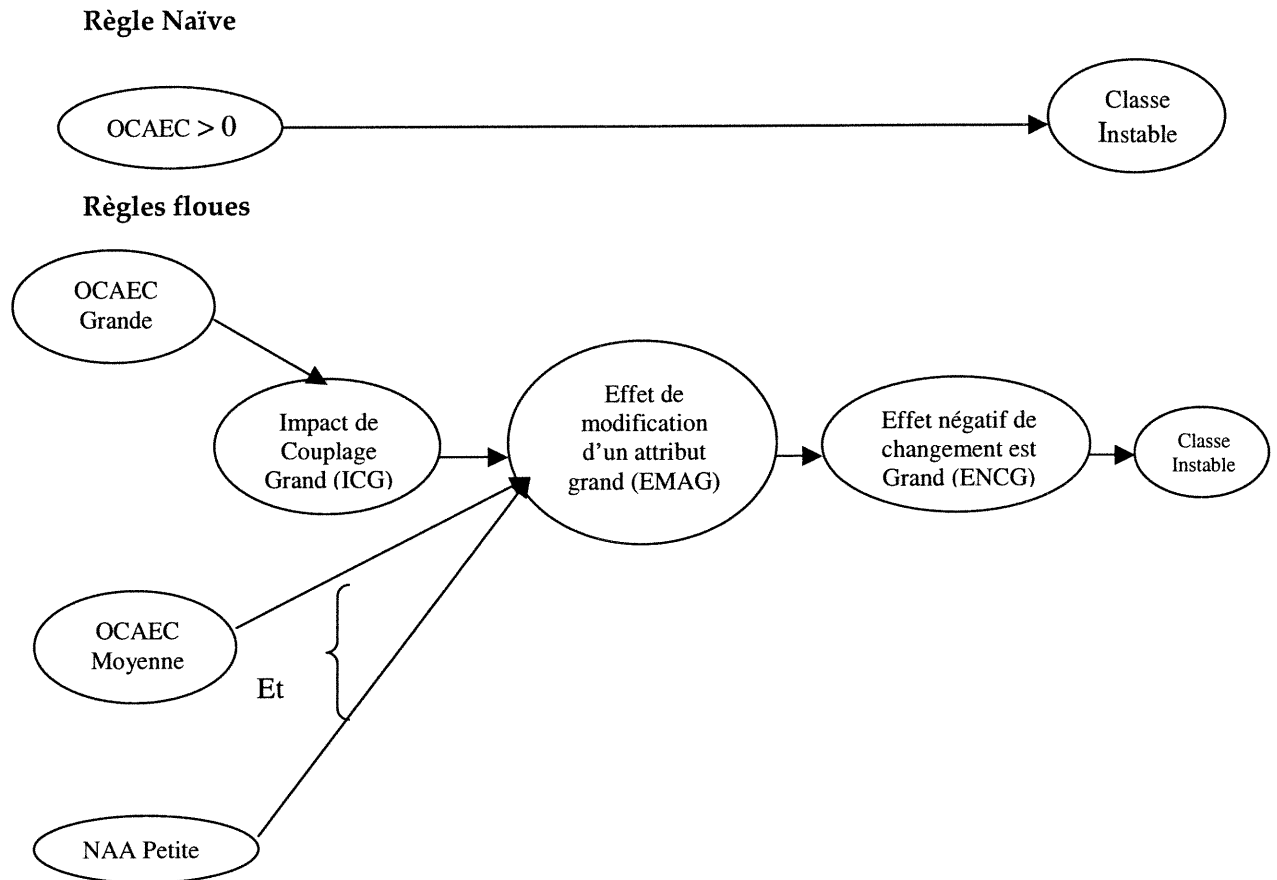 Règle Naïve
OCAEC > 0
Classe
Instable
Règles floues
OCAEC
Grande
Impact de
Couplage
Grand (ICG)
Effet de
modification
d'un attribut
grand (EMAG)
Effet négatif de
changement est
Grand (ENCG)
Classe
Instable
OCAEC
Moyenne
Et
NAA Petite